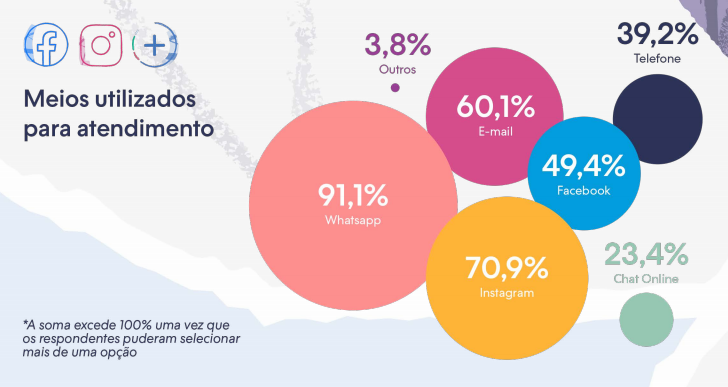 Meios utilizados
para atendimento
3,8%
Outros
39,2%
Telefone
60,1%
E-mail
49,4%
Facebook
91,1%
Whatsapp
70,9%
Instagram
23,4%
Chat Online
*A soma excede 100% uma vez que
os respondentes puderam selecionar
mais de uma opção